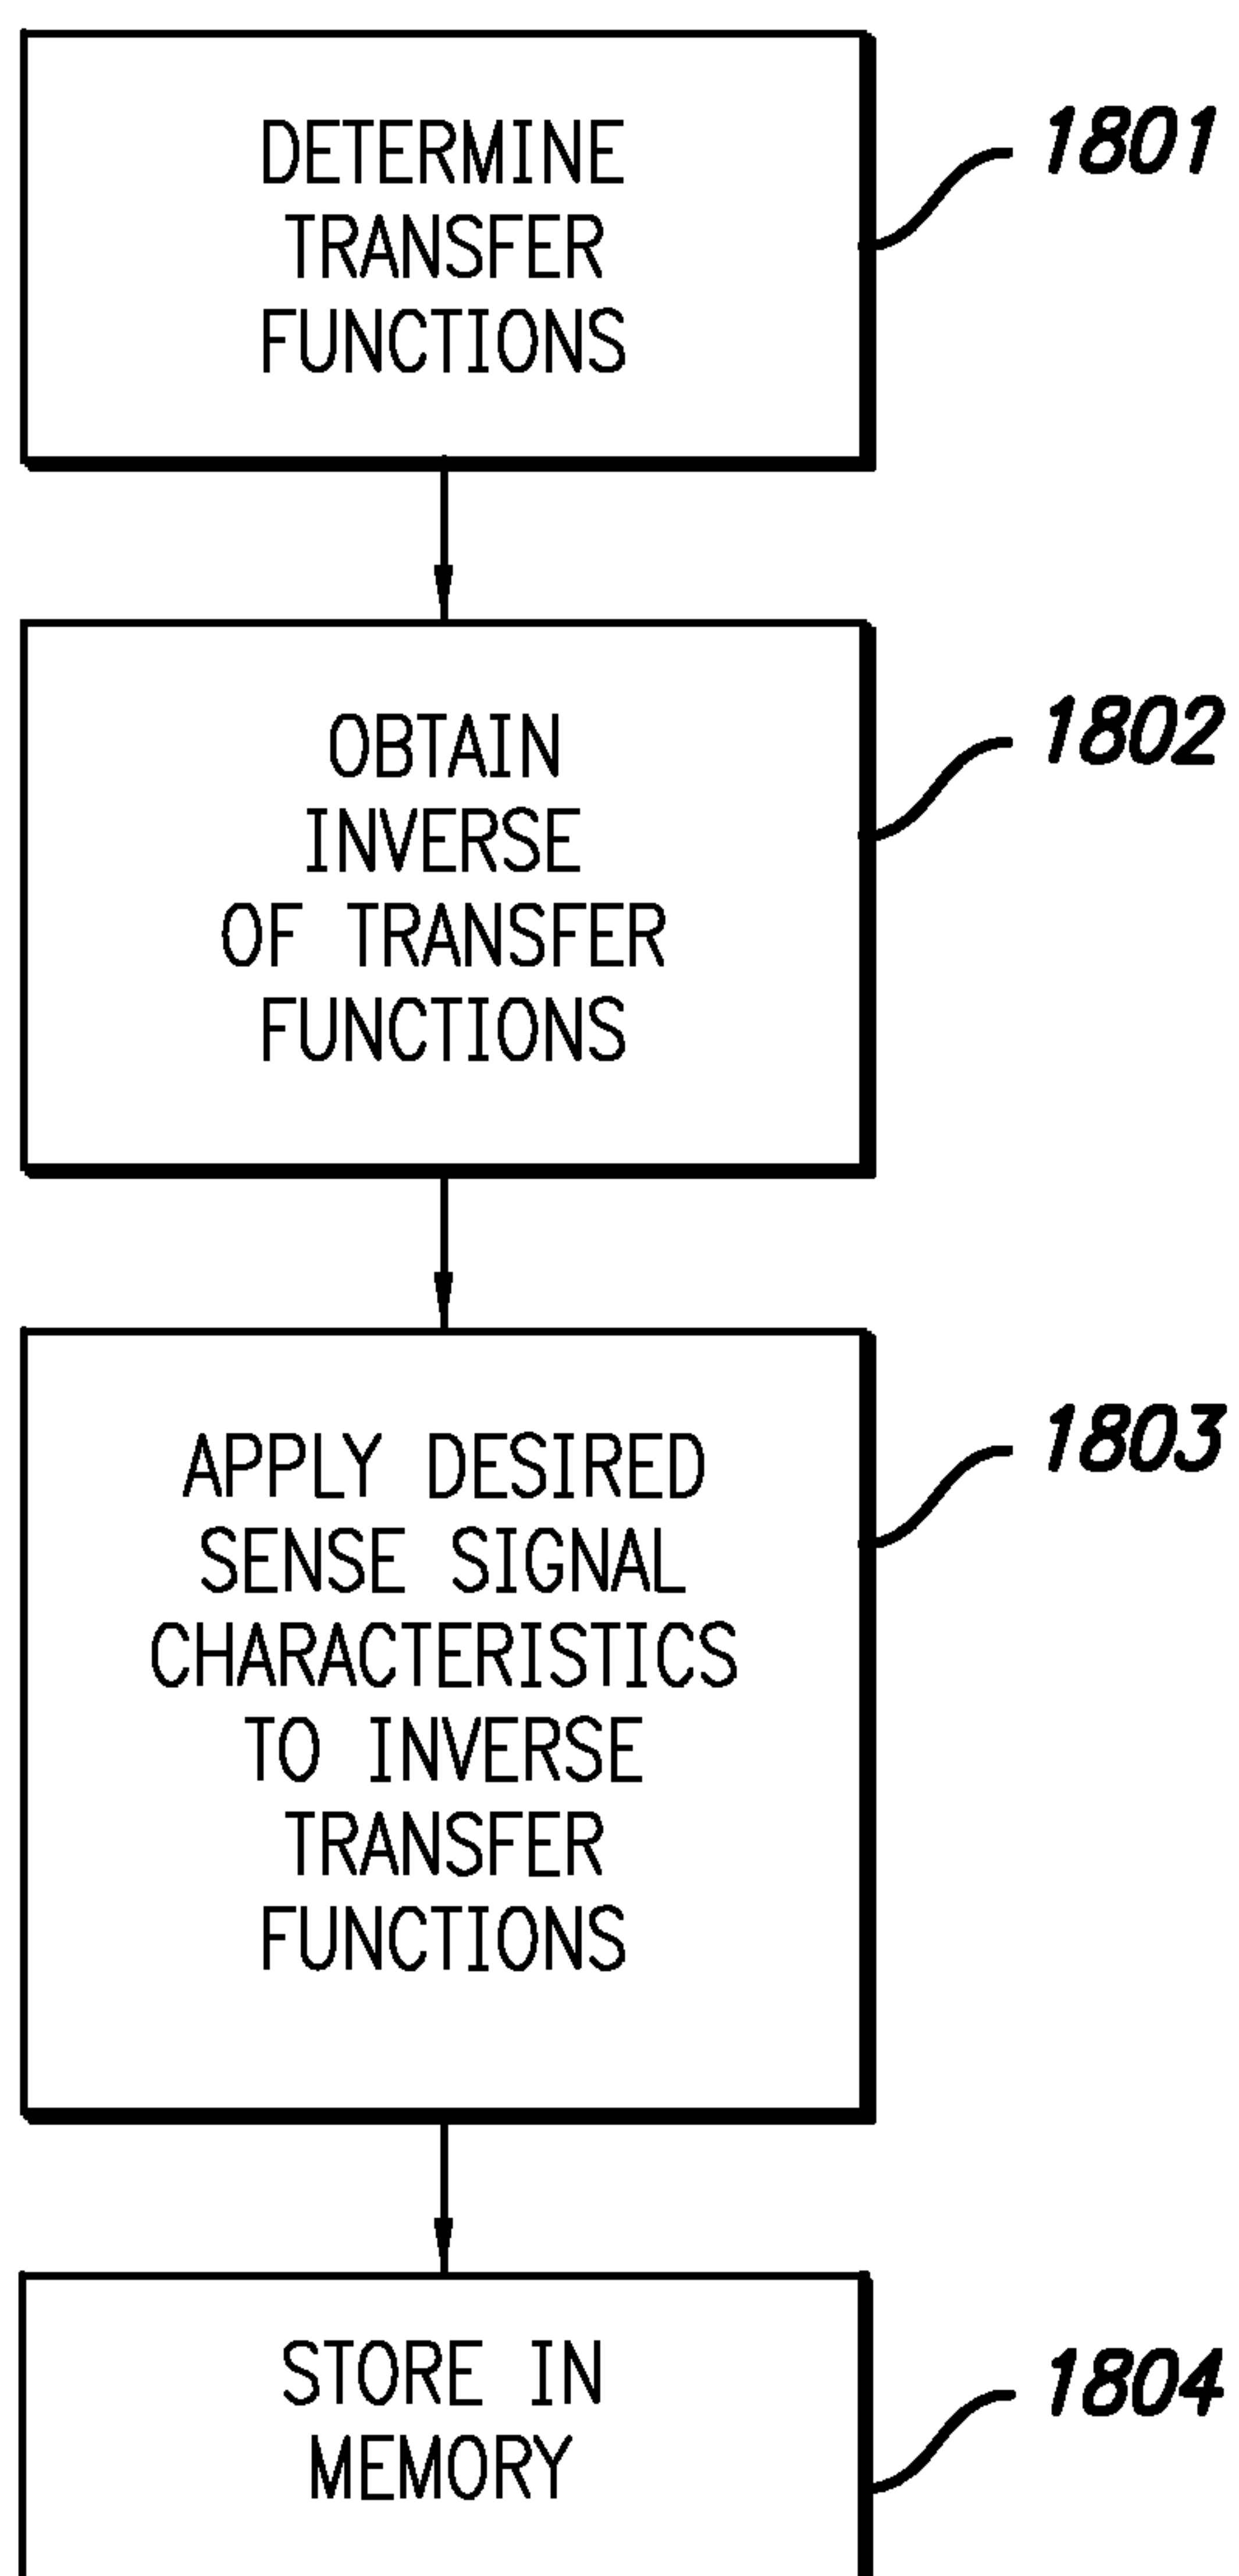 DETERMINE
TRANSFER
FUNCTIONS
1801
OBTAIN
INVERSE
OF TRANSFER
FUNCTIONS
1802
APPLY DESIRED
SENSE SIGNAL
CHARACTERISTICS
TO INVERSE
TRANSFER
FUNCTIONS
1803
STORE IN
MEMORY
1804